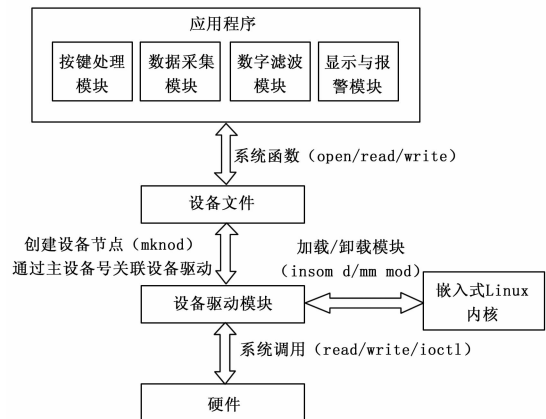 应用程序
按键处理
模块
数据采集
模块
数字滤波
模块
显示与报
警模块
系统函数（open/read/write）
设备文件
创建设备节点（mknod）
通过主设备号关联设备驱动
加载/卸载模块
（insom d/mm mod）
设备驱动模块
嵌入式Linux
内核
系统调用（read/write/ioctl）
硬件